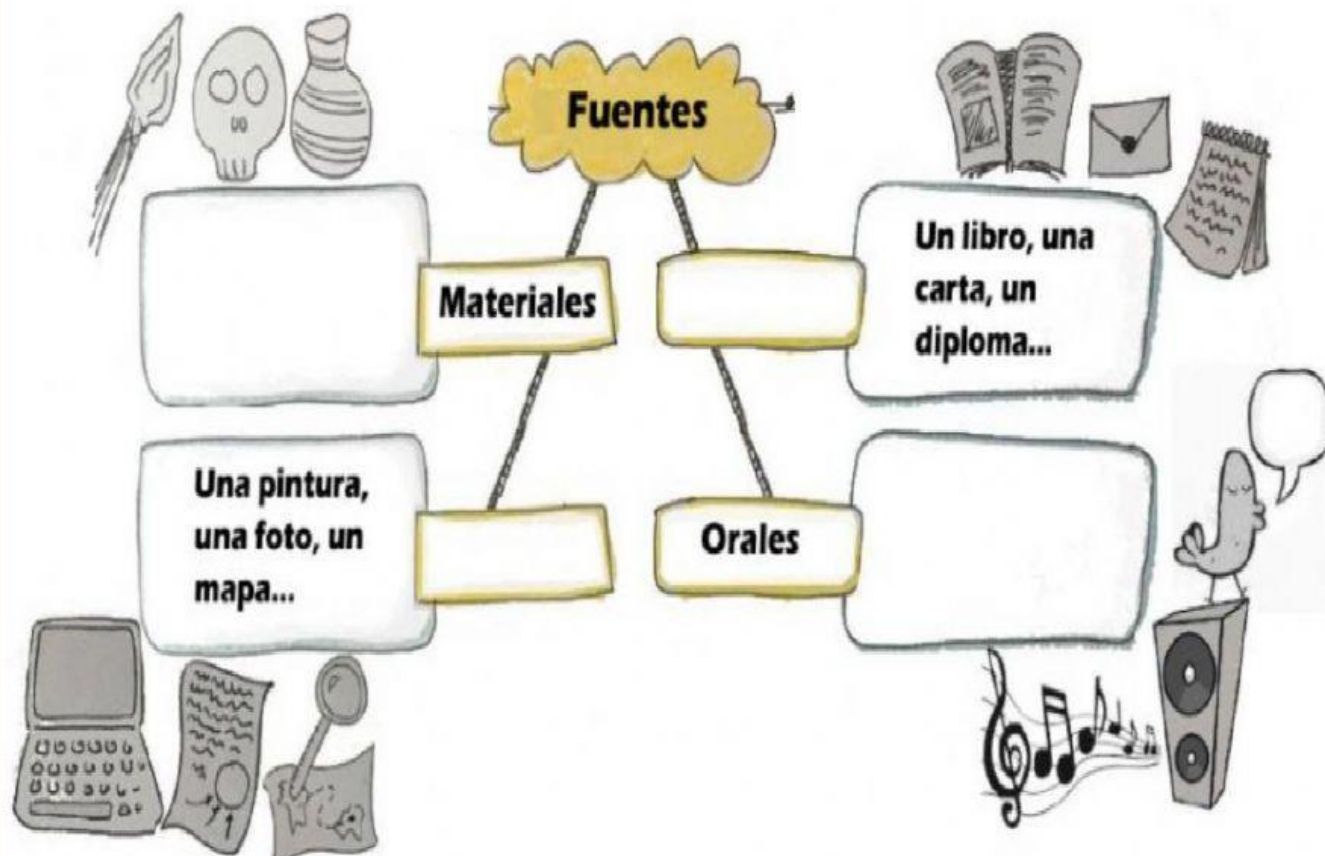 Fuentes
Materiales
Un libro, una
carta, un
diploma...
Una pintura,
una foto, un
mapa...
Orales